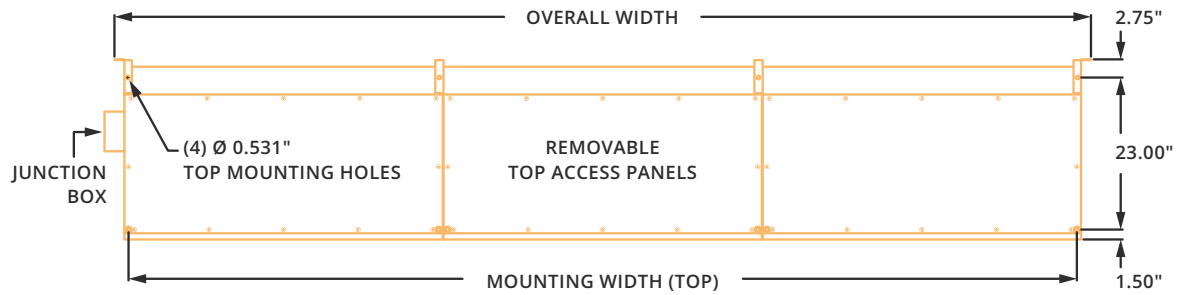 OVERALL WIDTH
2.75"
(4) Ø 0.531"
TOP MOUNTING HOLES
REMOVABLE
TOP ACCESS PANELS
23.00"
JUNCTION
BOX
MOUNTING WIDTH (TOP)
1.50"